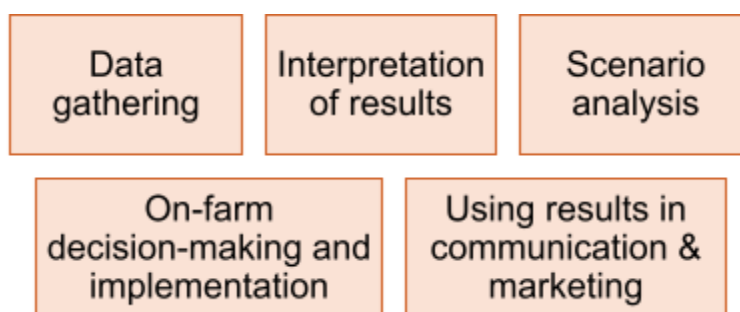 Data
gathering
Interpretation
of results
Scenario
analysis
On-farm
decision-making and
implementation
Using results in
communication &
marketing